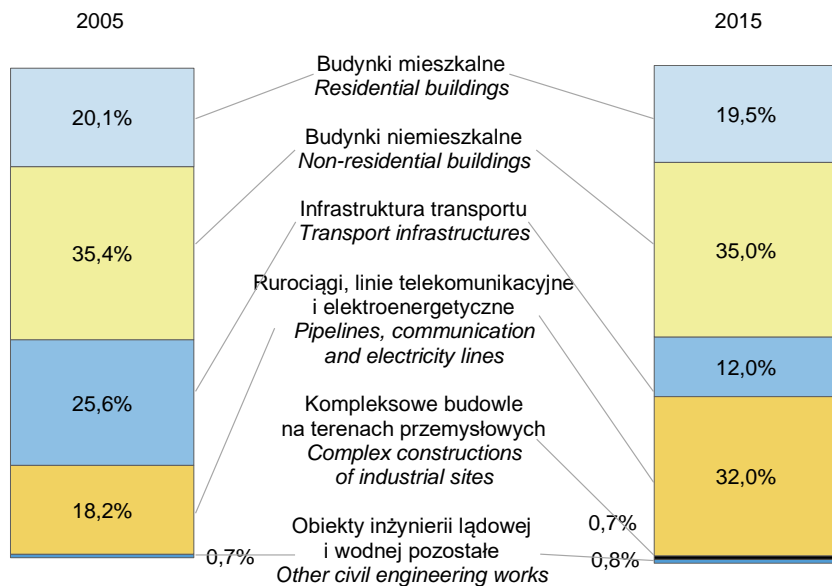 2005
2015
Budynki mieszkalne
Residential buildings
20,1%
19,5%
Budynki niemieszkalne
Non-residential buildings
35,4%
35,0%
Infrastruktura transportu
Transport infrastructures
25,6%
12,0%
Rurociągi, linie telekomunikacyjne
i elektroenergetyczne
Pipelines, communication
and electricity lines
18,2%
32,0%
Kompleksowe budowle
na terenach przemysłowych
Complex constructions
of industrial sites
0,7%
Obiekty inżynierii lądowej
i wodnej pozostałe
Other civil engineering works
0,7%
0,8%